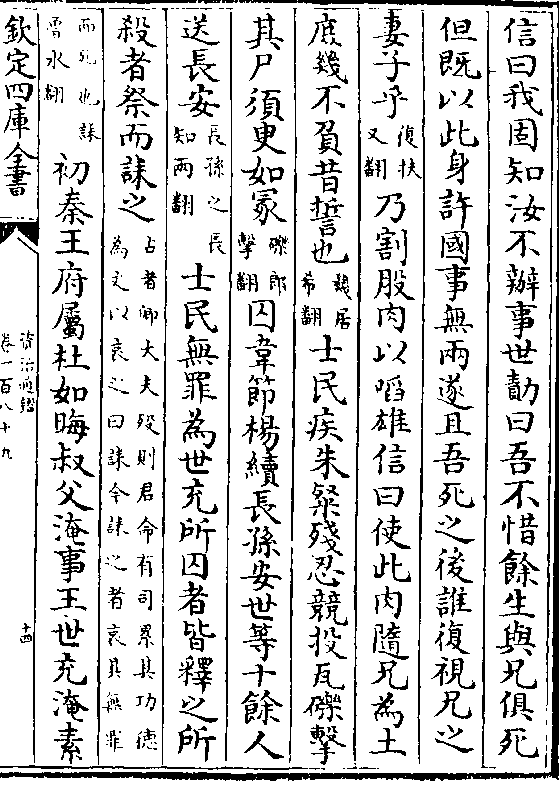 信曰我固知汝不辦事世勣曰吾不惜餘生與兄俱死
但既以此身許國事無兩遂且吾死之後誰復視兄之
妻子乎復扶又翻乃割股肉以㗖雄信曰使此肉隨兄為土
庶幾不負昔誓也幾居希翻士民疾朱粲殘忍競投瓦礫擊
其尸須臾如冢礫郎擊翻囚韋節楊續長孫安世等十餘人
送長安長孫之長知兩翻士民無罪為世充所囚者皆釋之所
殺者祭而誄之古者卿大夫歿則君命有司累其功德為文以哀之曰誄今誄之者哀其無罪
而死也誄魯水翻初秦王府屬杜如晦叔父淹事王世充淹素
欽定四庫全書
資治通鑑
卷一百八十九
十四